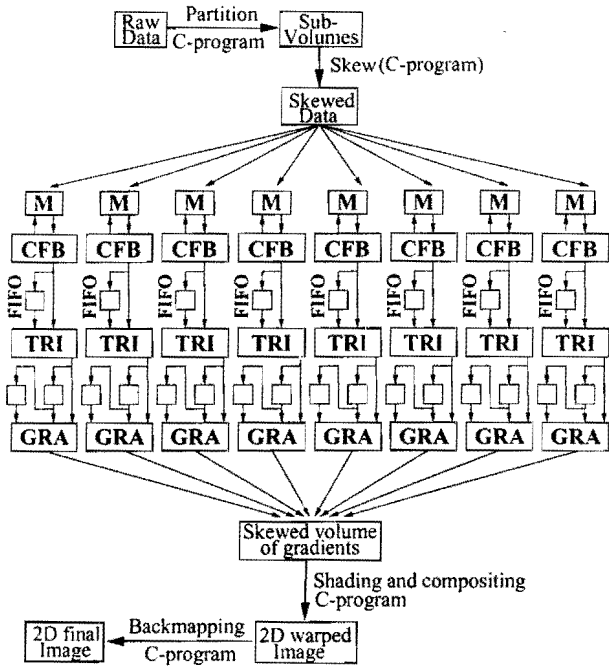 Raw Data
Partition
C-program
Sub-Volumes
Skew(C-program)
Skewed Data
M M M M M M M M
CFB CFB CFB CFB CFB CFB CFB CFB
FIFO FIFO FIFO FIFO FIFO FIFO FIFO FIFO
TRI TRI TRI TRI TRI TRI TRI TRI
GRA GRA GRA GRA GRA GRA GRA GRA
Skewed volume
of gradients
Shading and compositing
C-program
2D final
Image
Backmapping
C-program
2D warped
Image